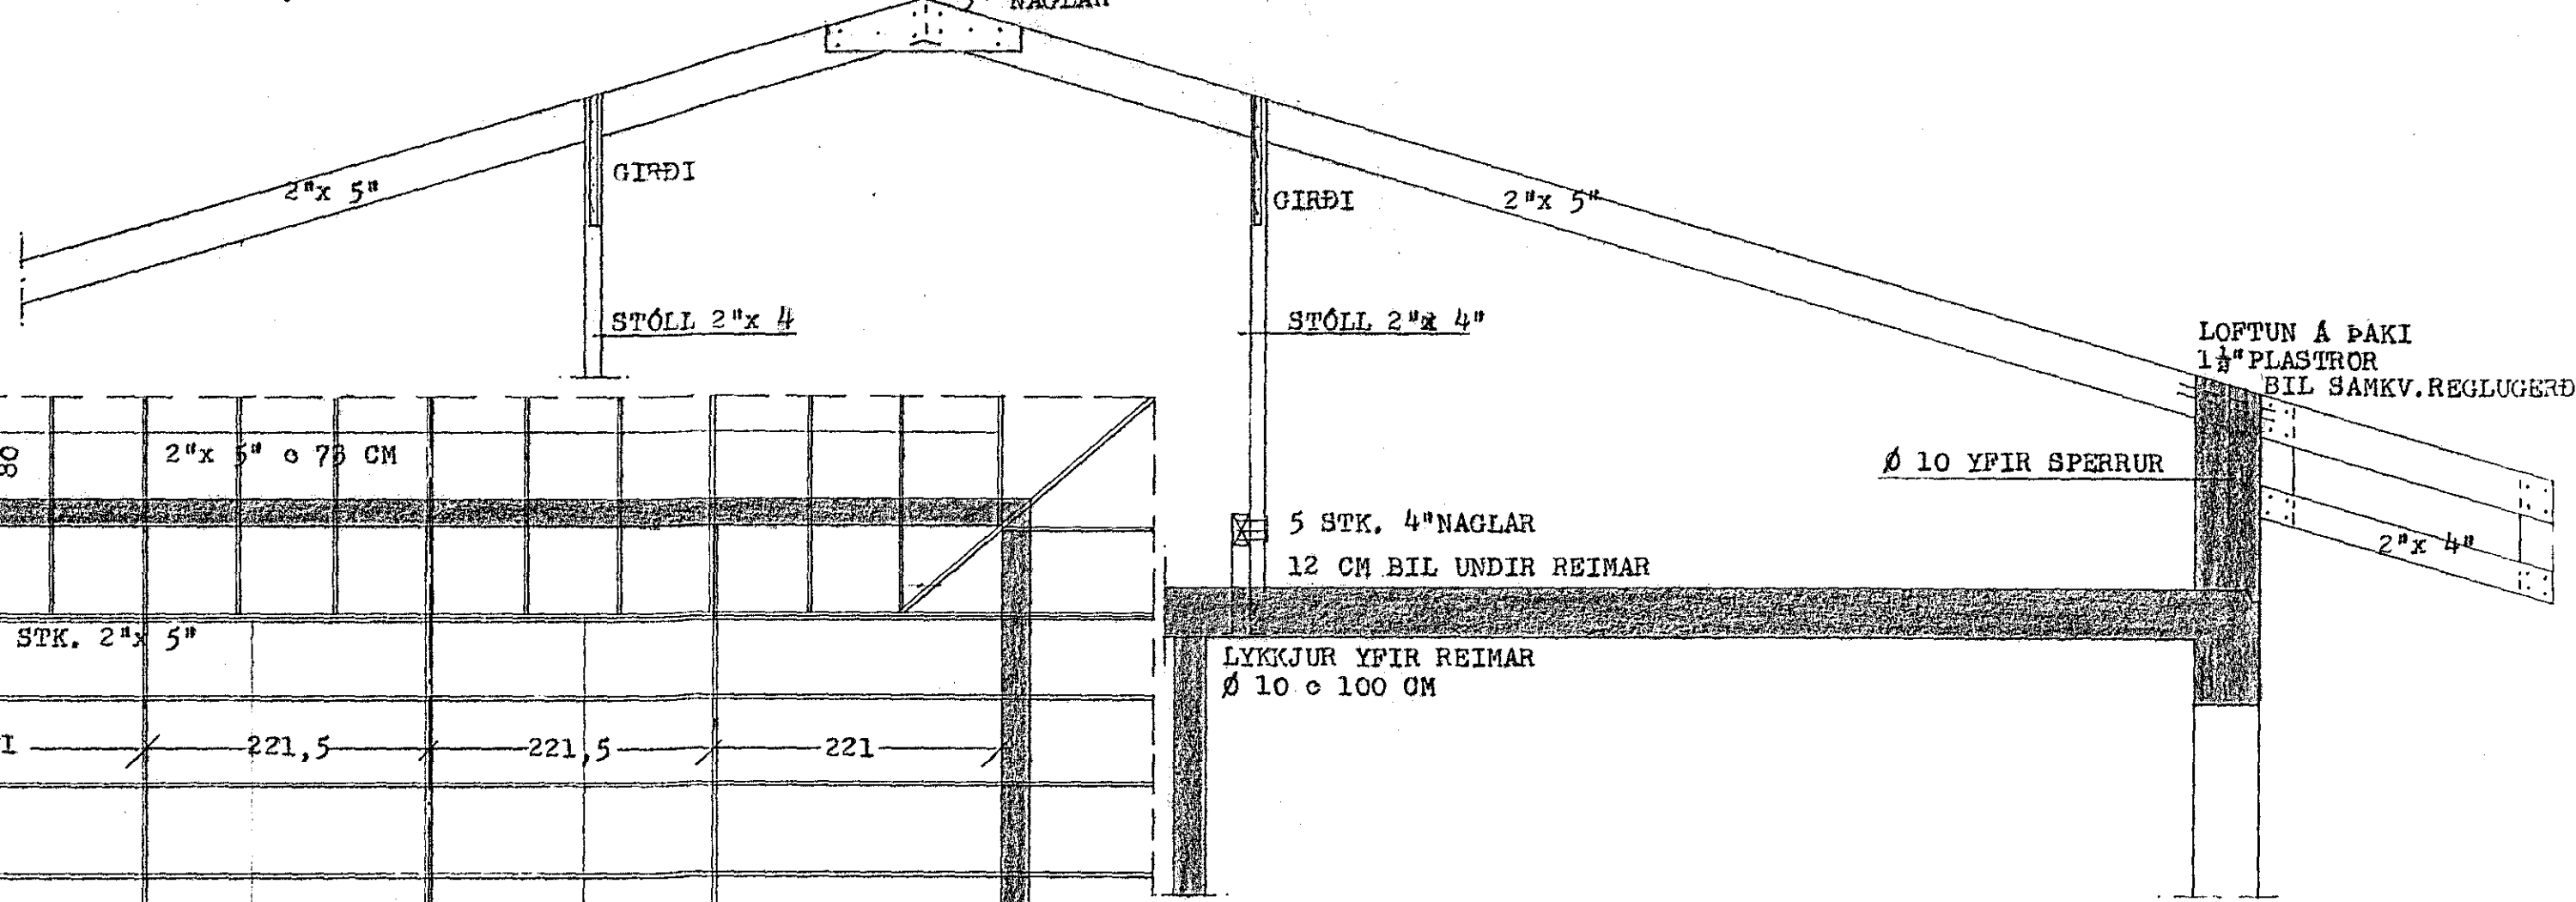 NAGLAR
GIRÐI
2"x 5"
GIRÐI
2"x 5"
STÓLL 2"x 4
STÓLL 2"x 4"
LOFTUN Á ÞAKI
1½" PLASTRÖR
BIL SAMKV. REGLUGERÐ
80
2"x 5" c 73 CM
Ø 10 YFIR SPERRUR
5 STK. 4" NAGLAR
12 CM BIL UNDIR REIMAR
2"x 4"
STK. 2"x 5"
LYKKJUR YFIR REIMAR
Ø 10 c 100 CM
221,5
221,5
221